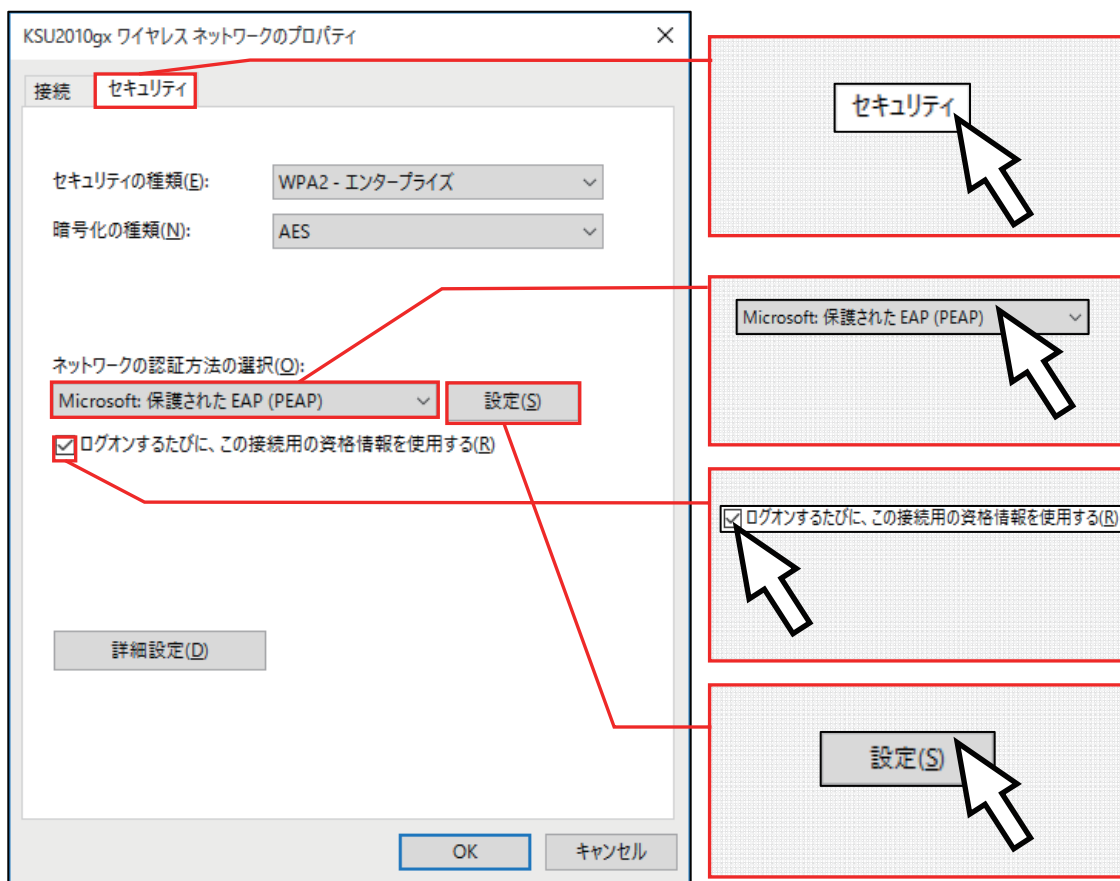 KSU2010gx ワイヤレス ネットワークのプロパティ
接続 セキュリティ
セキュリティの種類(E): WPA2 - エンタープライズ
暗号化の種類(N): AES
ネットワークの認証方法の選択(O):
Microsoft: 保護された EAP (PEAP) 設定(S)
ログオンするたびに、この接続用の資格情報を使用する(R)
詳細設定(D)
OK キャンセル
セキュリティ
Microsoft: 保護された EAP (PEAP)
ログオンするたびに、この接続用の資格情報を使用する(R)
設定(S)